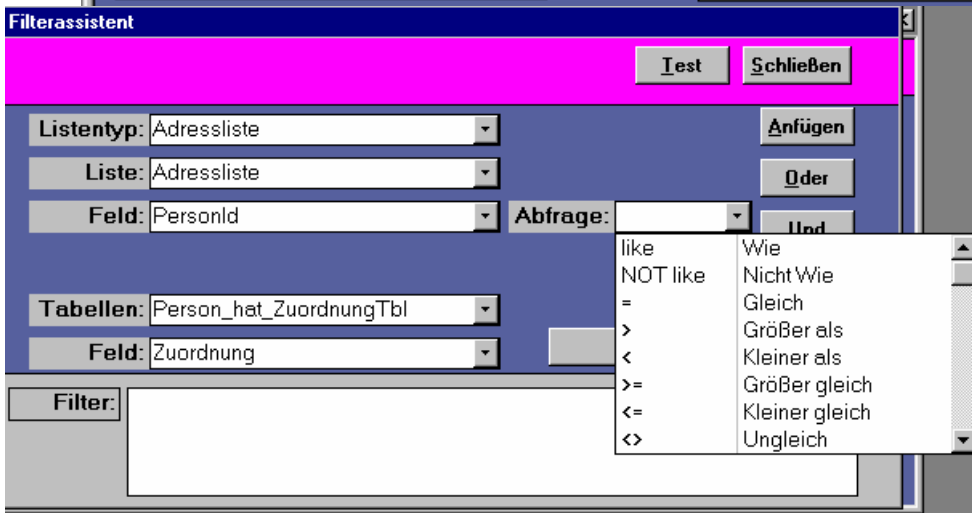 Filterassistent
Test Schließen
Listentyp: Adressliste Anfügen
Liste: Adressliste Oder
Feld: PersonId Abfrage: Und
like Wie
NOT like Nicht Wie
= Gleich
Tabellen: Person_hat_ZuordnungTbl
> Größer als
< Kleiner als
Feld: Zuordnung
>= Größer gleich
<= Kleiner gleich
<> Ungleich
Filter: